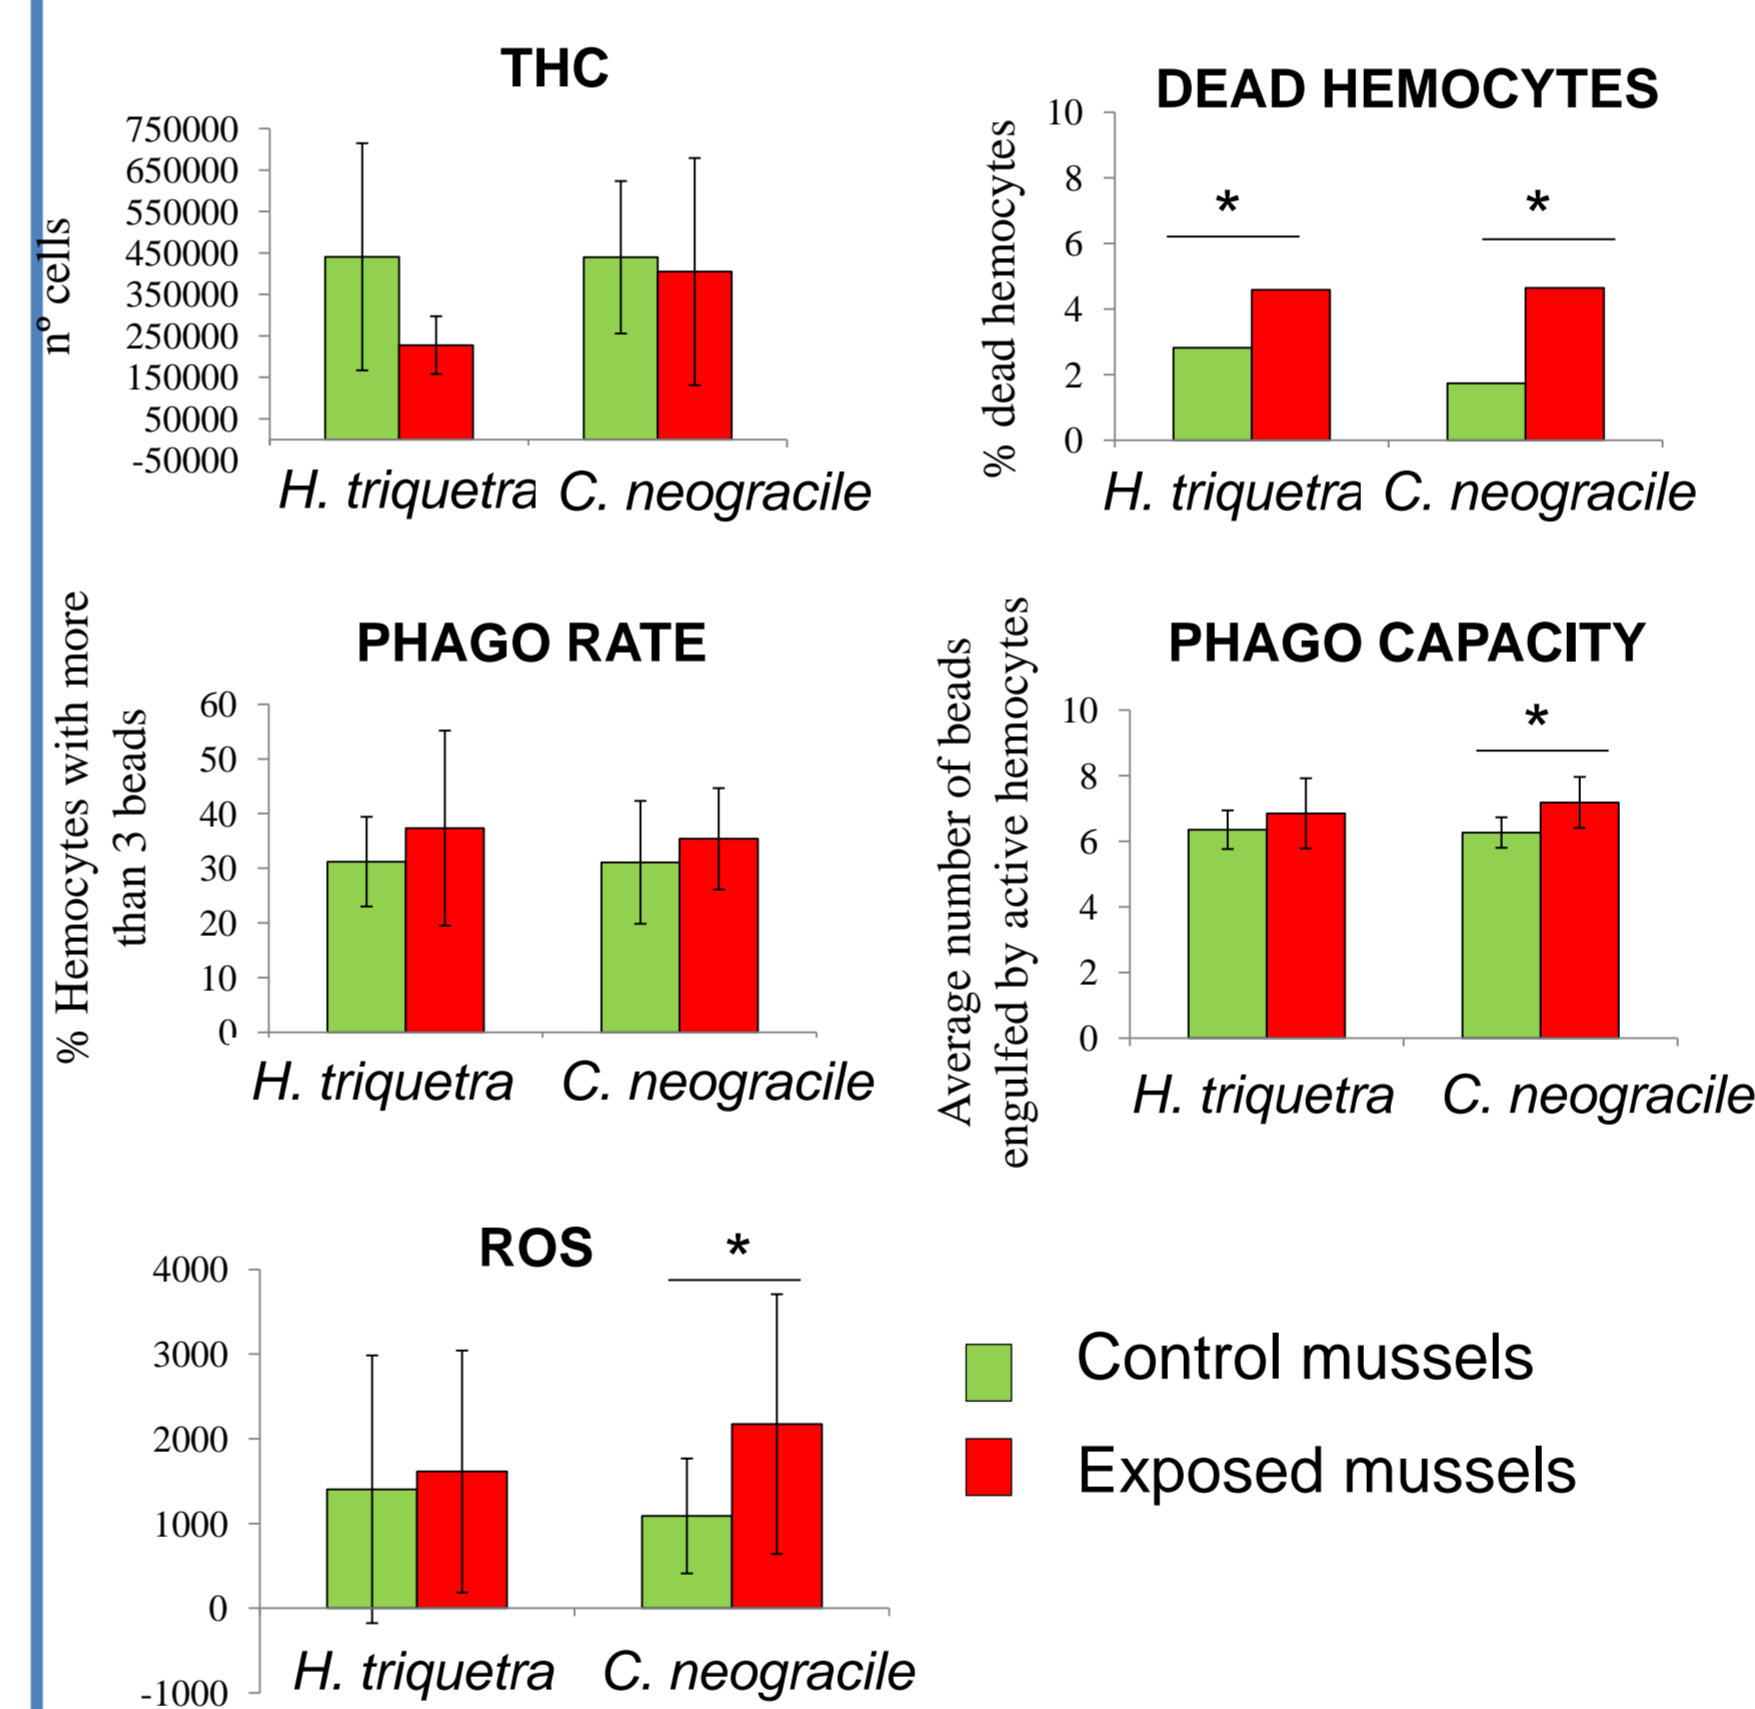 THC
nº cells
750000
650000
550000
450000
350000
250000
150000
50000
-50000
H. triquetra
C. neogracile
DEAD HEMOCYTES
% dead hemocytes
10
8
6
4
2
0
*
*
H. triquetra
C. neogracile
PHAGO RATE
% Hemocytes with more
than 3 beads
60
50
40
30
20
10
0
H. triquetra
C. neogracile
PHAGO CAPACITY
Average number of beads
engulfed by active hemocytes
10
8
6
4
2
0
*
H. triquetra
C. neogracile
ROS
*
4000
3000
2000
1000
0
-1000
H. triquetra
C. neogracile
Control mussels
Exposed mussels